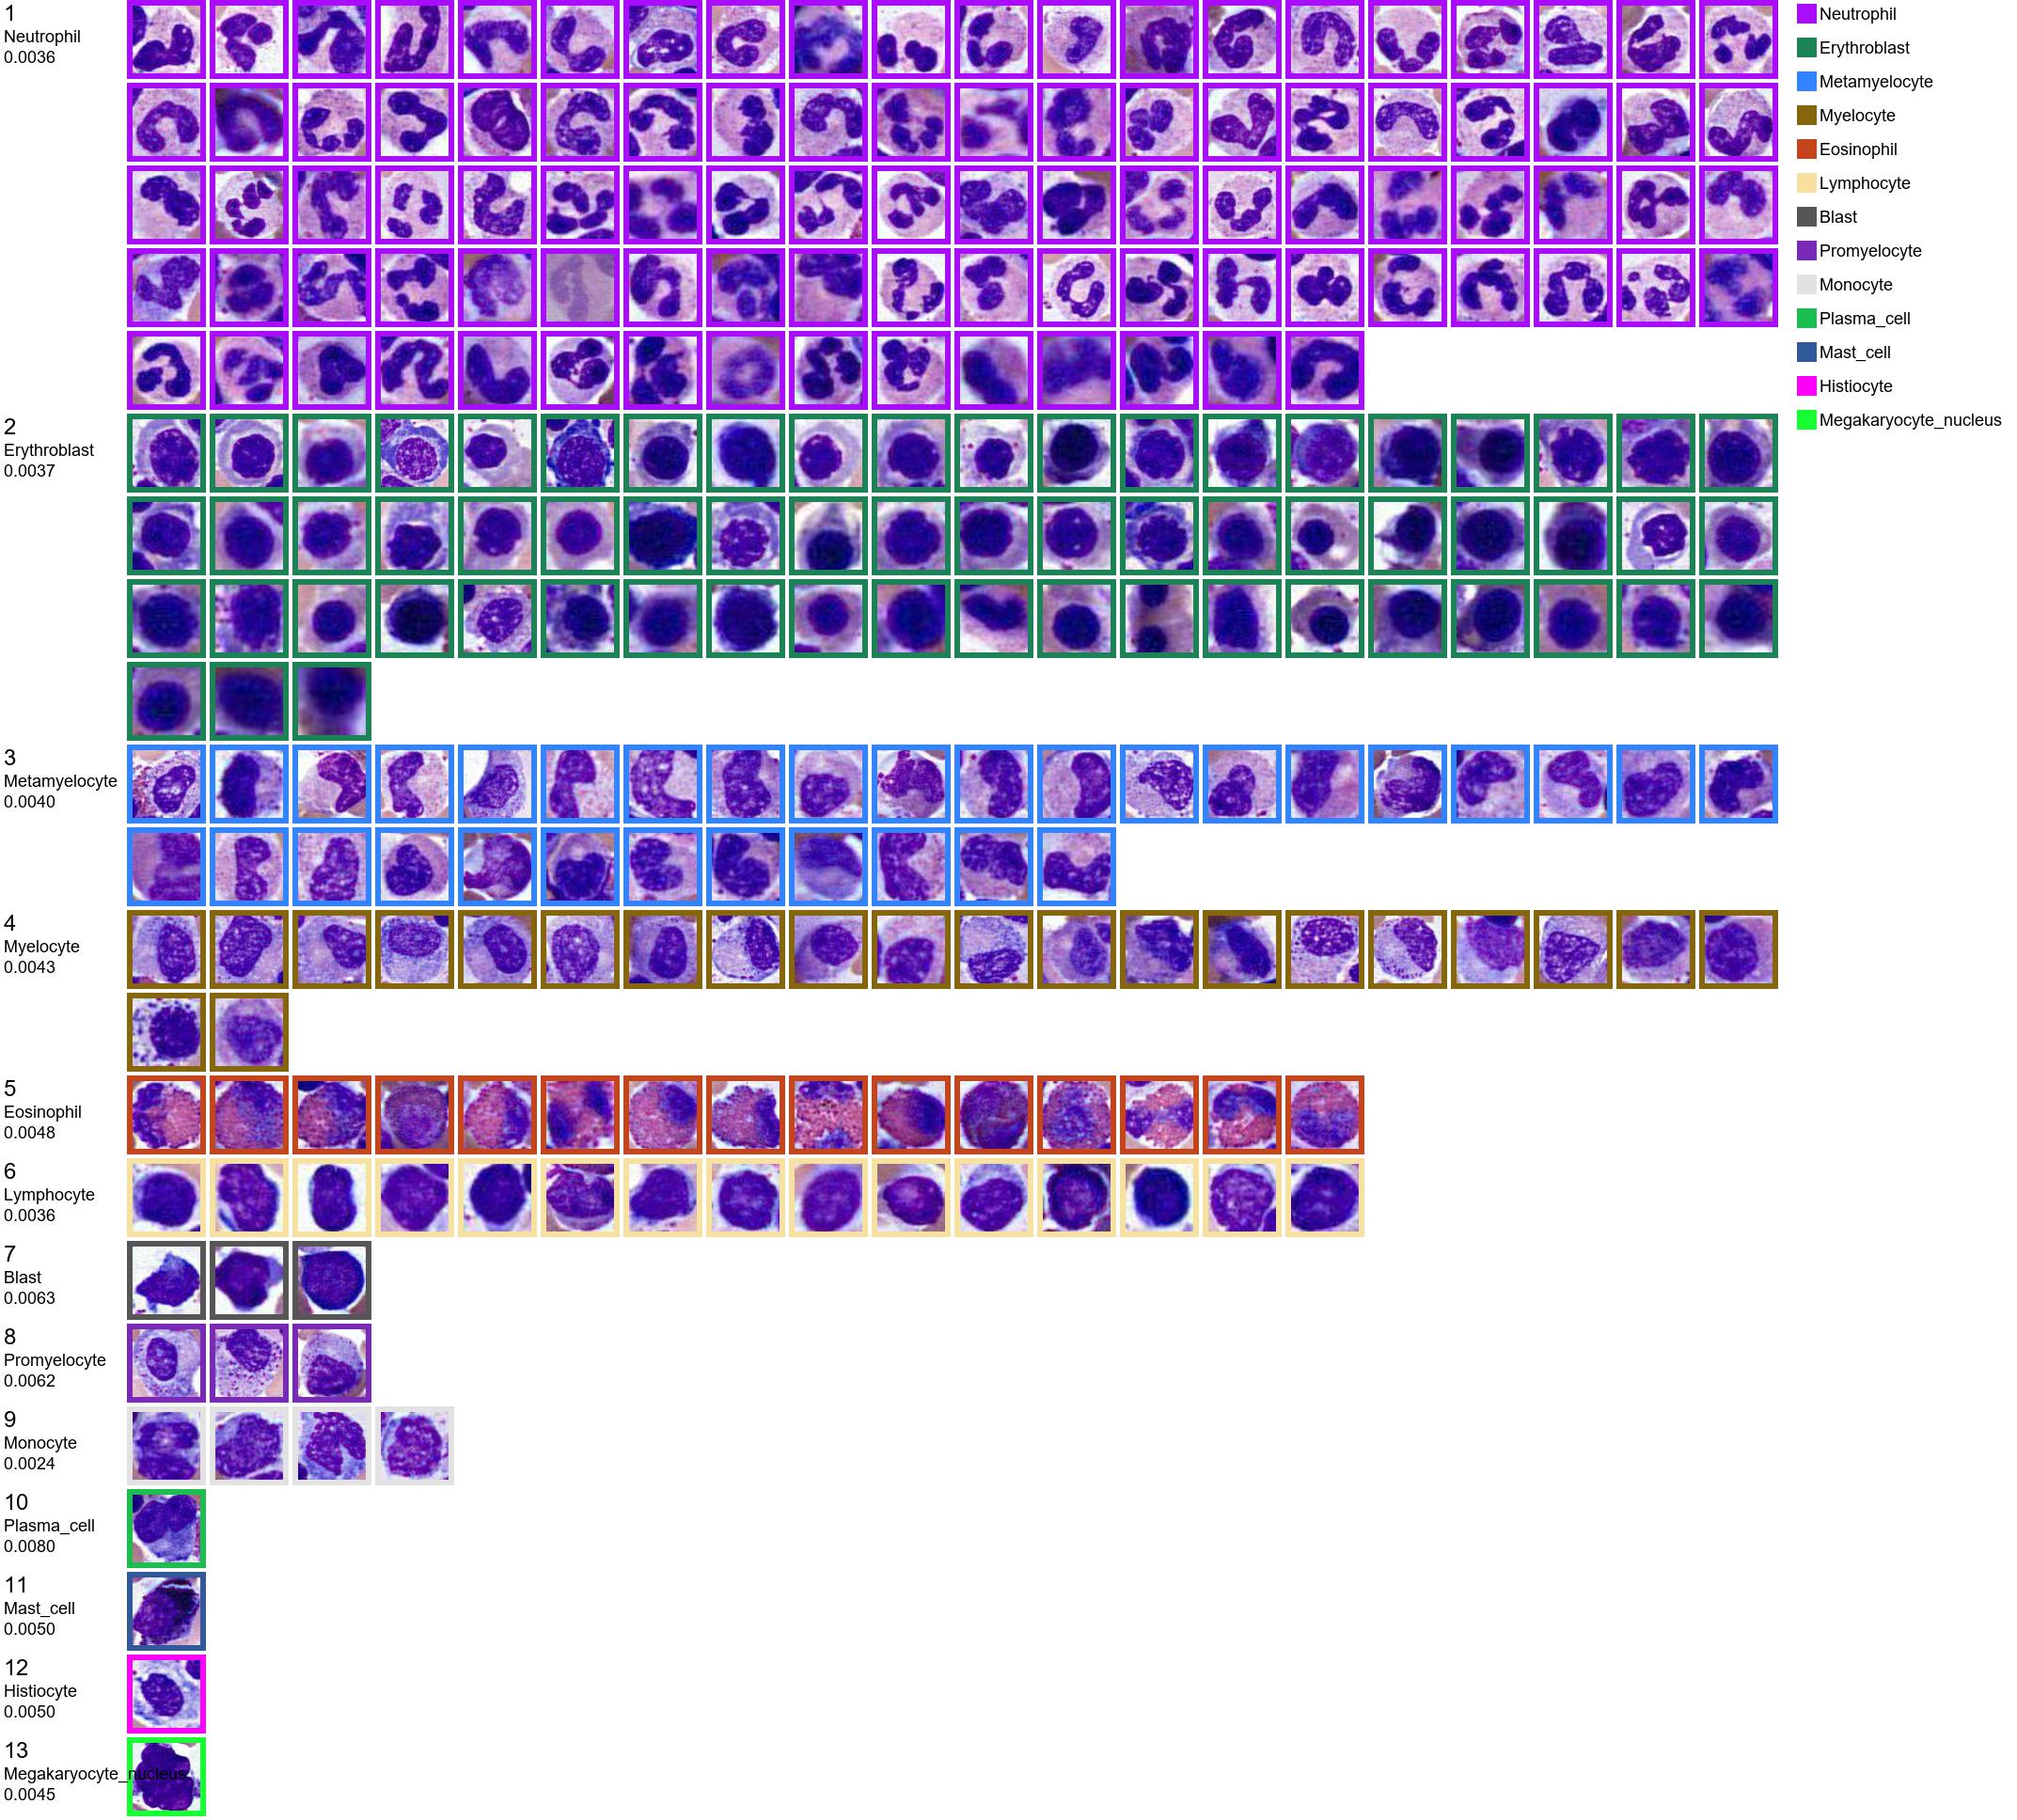 1
Neutrophil
0.0036
2
Erythroblast
0.0037
3
Metamyelocyte
0.0040
4
Myelocyte
0.0043
5
Eosinophil
0.0048
6
Lymphocyte
0.0036
7
Blast
0.0063
8
Promyelocyte
0.0062
9
Monocyte
0.0024
10
Plasma_cell
0.0080
11
Mast_cell
0.0050
12
Histiocyte
0.0050
13
Megakaryocyte_nucleus
0.0045
Neutrophil
Erythroblast
Metamyelocyte
Myelocyte
Eosinophil
Lymphocyte
Blast
Promyelocyte
Monocyte
Plasma_cell
Mast_cell
Histiocyte
Megakaryocyte_nucleus